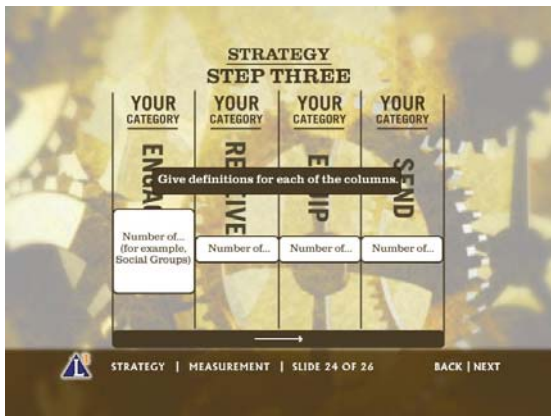 STRATEGY
STEP THREE
YOUR CATEGORY
YOUR CATEGORY
YOUR CATEGORY
YOUR CATEGORY
SEND
Give definitions for each of the columns.
Number of...
(for example,
Social Groups)
Number of...
Number of...
Number of...
STRATEGY | MEASUREMENT | SLIDE 24 OF 26
BACK | NEXT